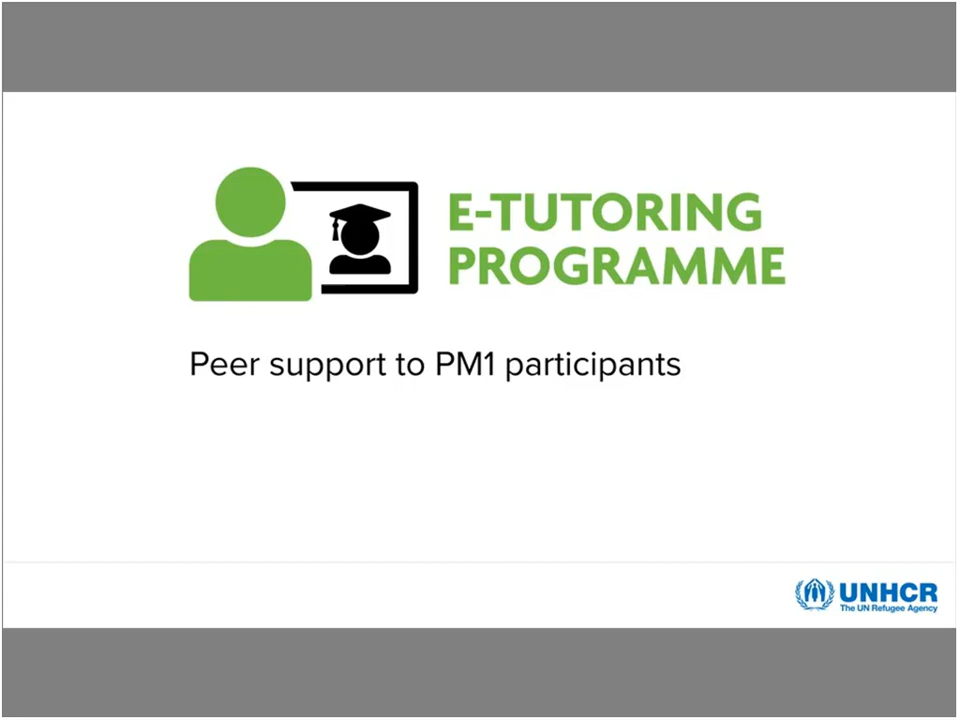 E-TUTORING
PROGRAMME
Peer support to PM1 participants
UNHCR
The UN Refugee Agency